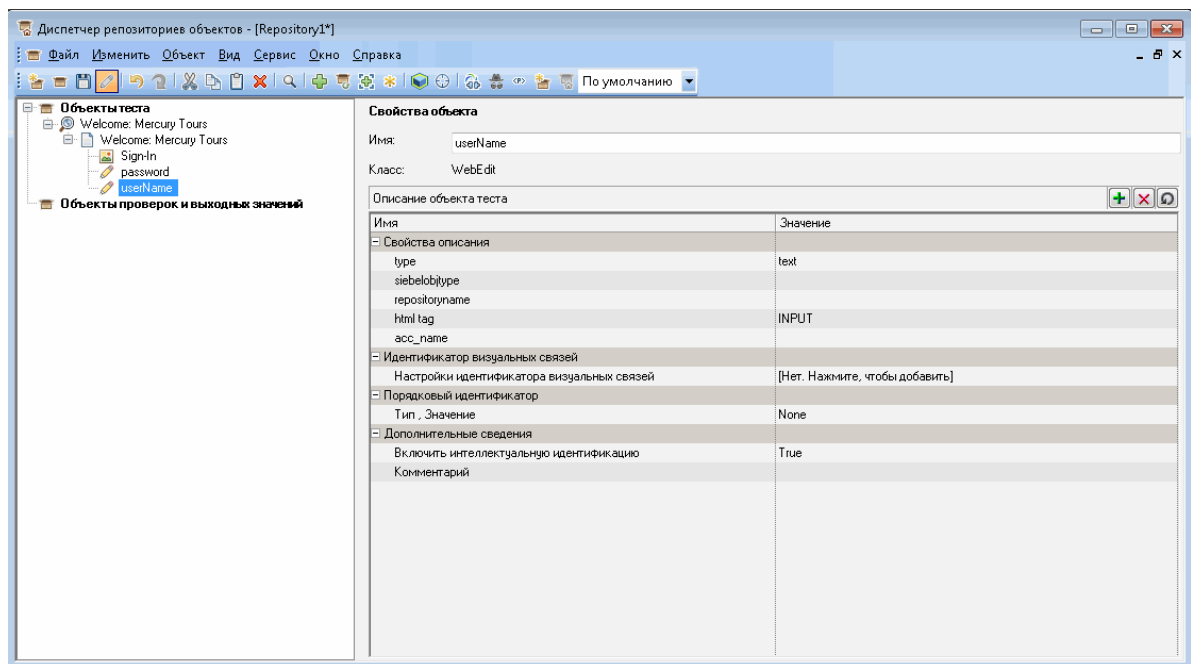 Диспетчер репозиториев объектов - [Repository1*]
Файл Изменить Объект Вид Сервис Окно Справка
По умолчанию
Объекты теста
Welcome: Mercury Tours
Welcome: Mercury Tours
Sign-In
password
userName
Объекты проверок и выходных значений
Свойства объекта
Имя: userName
Класс: WebEdit
Описание объекта теста
Имя Значение
Свойства описания
type text
siebelobjtype
repositoryname
html tag INPUT
acc_name
Идентификатор визуальных связей
Настройки идентификатора визуальных связей [Нет. Нажмите, чтобы добавить]
Порядковый идентификатор
Тип , Значение None
Дополнительные сведения
Включить интеллектуальную идентификацию True
Комментарий